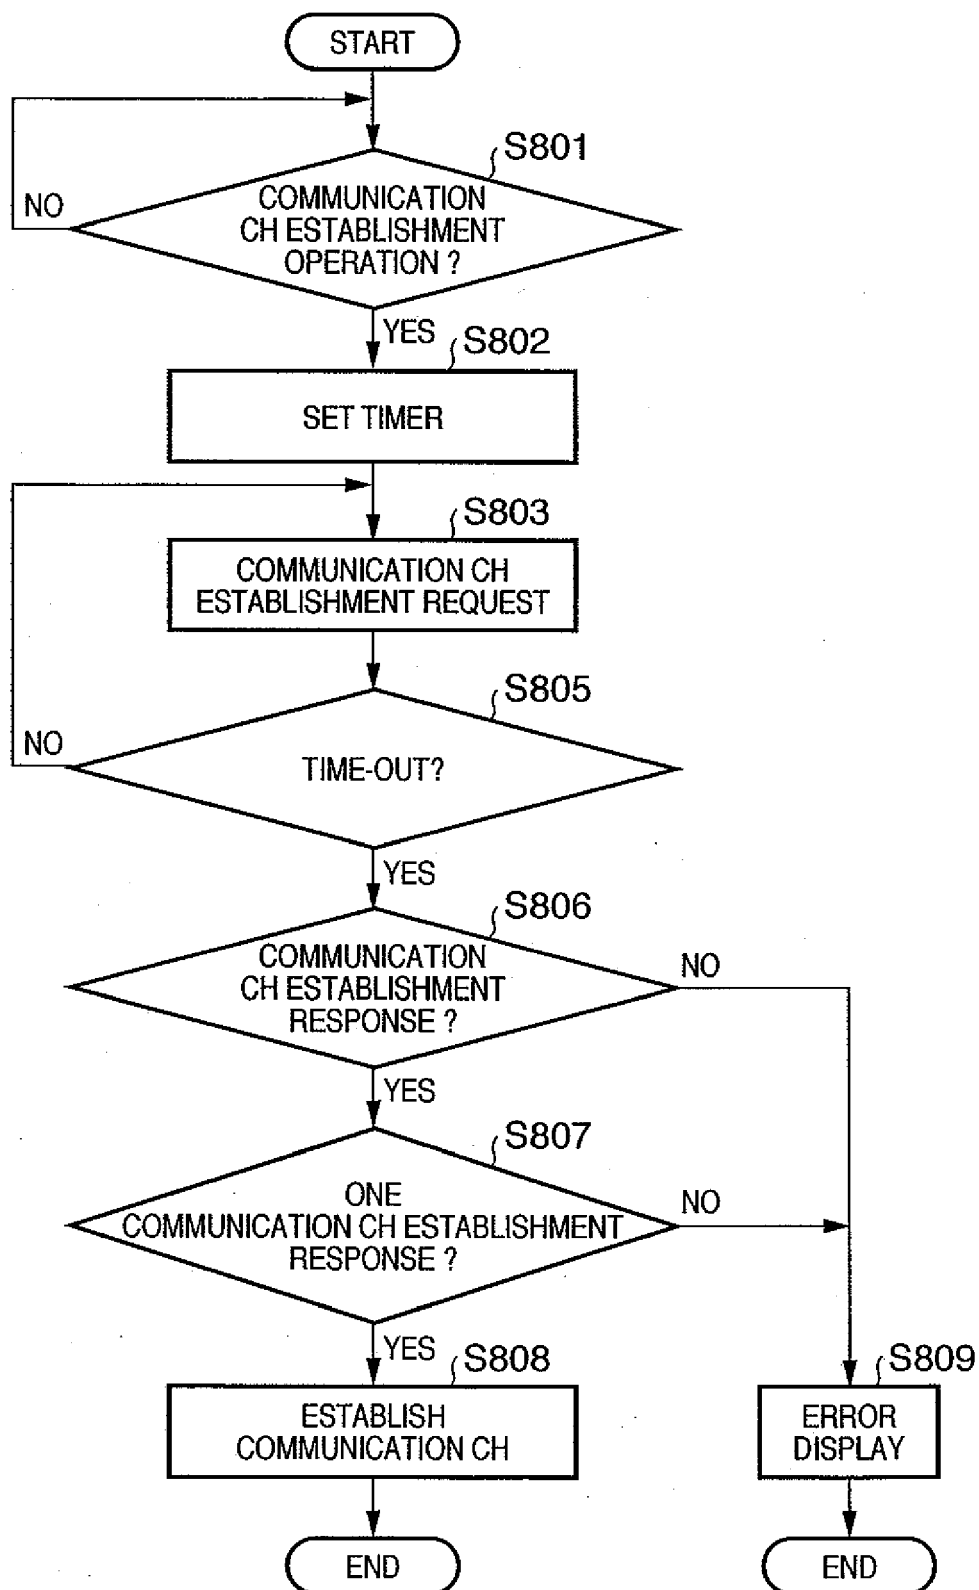 START
S801
COMMUNICATION
CH ESTABLISHMENT
OPERATION ?
NO
YES
S802
SET TIMER
S803
COMMUNICATION CH
ESTABLISHMENT REQUEST
S805
TIME-OUT?
NO
YES
S806
COMMUNICATION
CH ESTABLISHMENT
RESPONSE ?
NO
YES
S807
ONE
COMMUNICATION CH ESTABLISHMENT
RESPONSE ?
NO
YES
S808
ESTABLISH
COMMUNICATION CH
S809
ERROR
DISPLAY
END
END